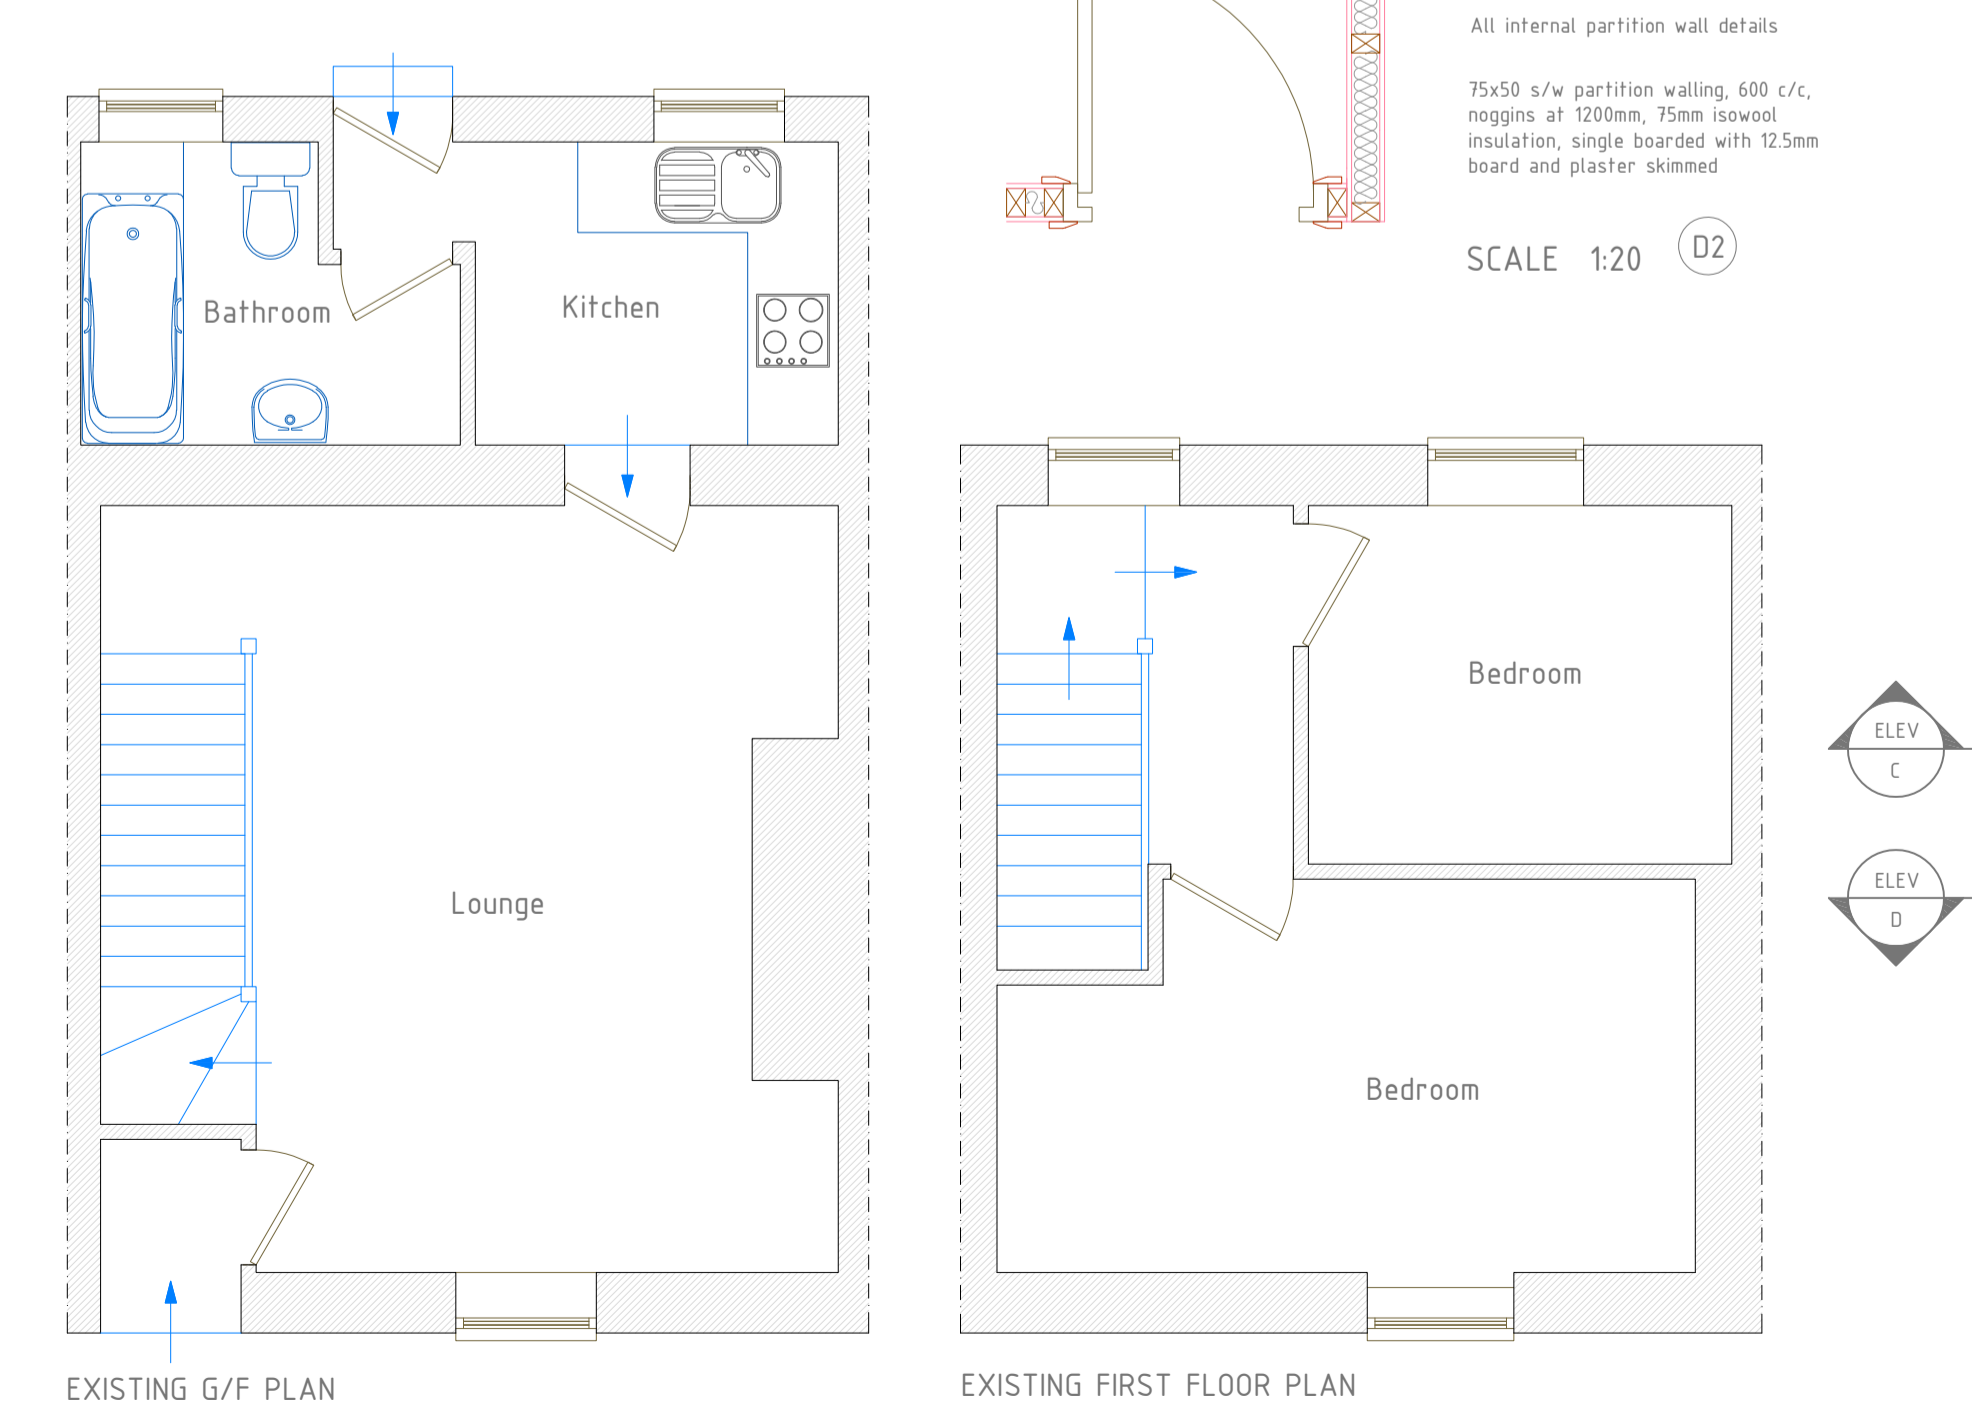 All internal partition wall details
75x50 s/w partition walling, 600 c/c,
noggins at 1200mm, 75mm isowool
insulation, single boarded with 12.5mm
board and plaster skimmed
SCALE 1:20 D2
Bathroom
Kitchen
Lounge
EXISTING G/F PLAN
Bedroom
Bedroom
EXISTING FIRST FLOOR PLAN
ELEV
C
ELEV
D